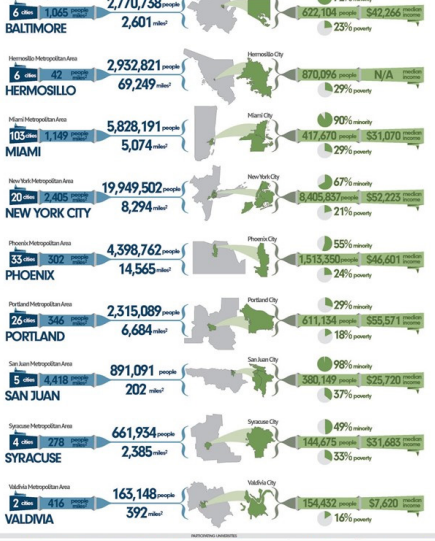 2,770,738 people
6 cities 1,065 people miles²
622,104 people $42,266 median income
BALTIMORE
2,601 miles²
23% poverty
Hermosillo Metropolitan Area
2,932,821 people
Hermosillo City
6 cities 42 people miles²
870,096 people N/A median income
HERMOSILLO
69,249 miles²
29% poverty
Miami Metropolitan Area
5,828,191 people
Miami City
90% minority
103 cities 1,149 people miles²
417,670 people $31,070 median income
MIAMI
5,074 miles²
29% poverty
New York Metropolitan Area
19,949,502 people
New York City
67% minority
20 cities 2,405 people miles²
8,405,837 people $52,223 median income
NEW YORK CITY
8,294 miles²
21% poverty
Phoenix Metropolitan Area
4,398,762 people
Phoenix City
55% minority
33 cities 302 people miles²
1,513,350 people $46,601 median income
PHOENIX
14,565 miles²
24% poverty
Portland Metropolitan Area
2,315,089 people
Portland City
29% minority
26 cities 346 people miles²
611,134 people $55,571 median income
PORTLAND
6,684 miles²
18% poverty
San Juan Metropolitan Area
891,091 people
San Juan City
98% minority
5 cities 4,418 people miles²
380,149 people $25,720 median income
SAN JUAN
202 miles²
37% poverty
Syracuse Metropolitan Area
661,934 people
Syracuse City
49% minority
4 cities 278 people miles²
144,675 people $31,683 median income
SYRACUSE
2,385 miles²
33% poverty
Valdivia Metropolitan Area
163,148 people
Valdivia City
2 cities 416 people miles²
154,432 people $7,620 median income
VALDIVIA
392 miles²
16% poverty
PARTICIPATING UNIVERSITIES